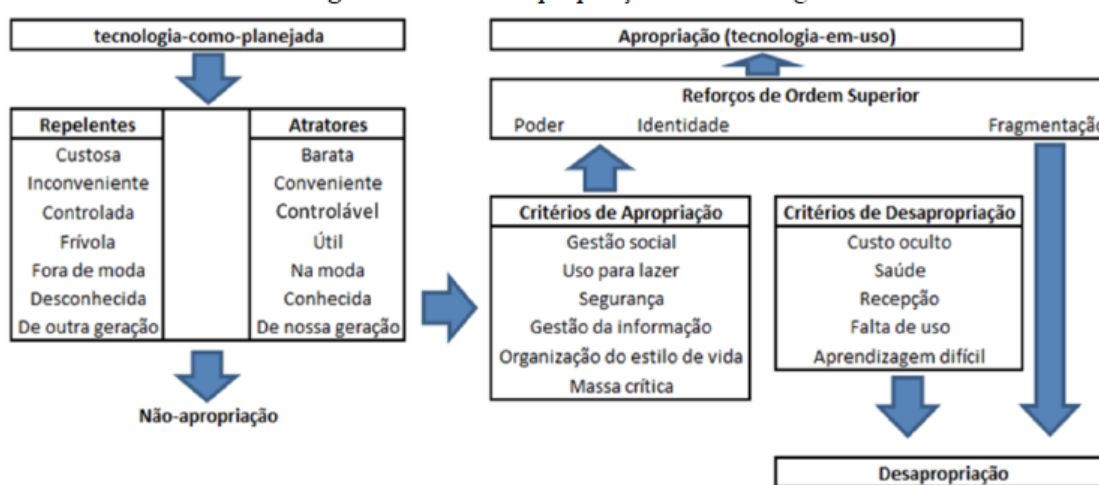 tecnologia-como-planejada
Repelentes
Custosa
Inconveniente
Controlada
Frívola
Fora de moda
Desconhecida
De outra geração
Atratores
Barata
Conveniente
Controlável
Útil
Na moda
Conhecida
De nossa geração
Não-apropriação
Apropriação (tecnologia-em-uso)
Reforços de Ordem Superior
Poder Identidade Fragmentação
Critérios de Apropriação
Gestão social
Uso para lazer
Segurança
Gestão da informação
Organização do estilo de vida
Massa crítica
Critérios de Desapropriação
Custo oculto
Saúde
Recepção
Falta de uso
Aprendizagem difícil
Desapropriação